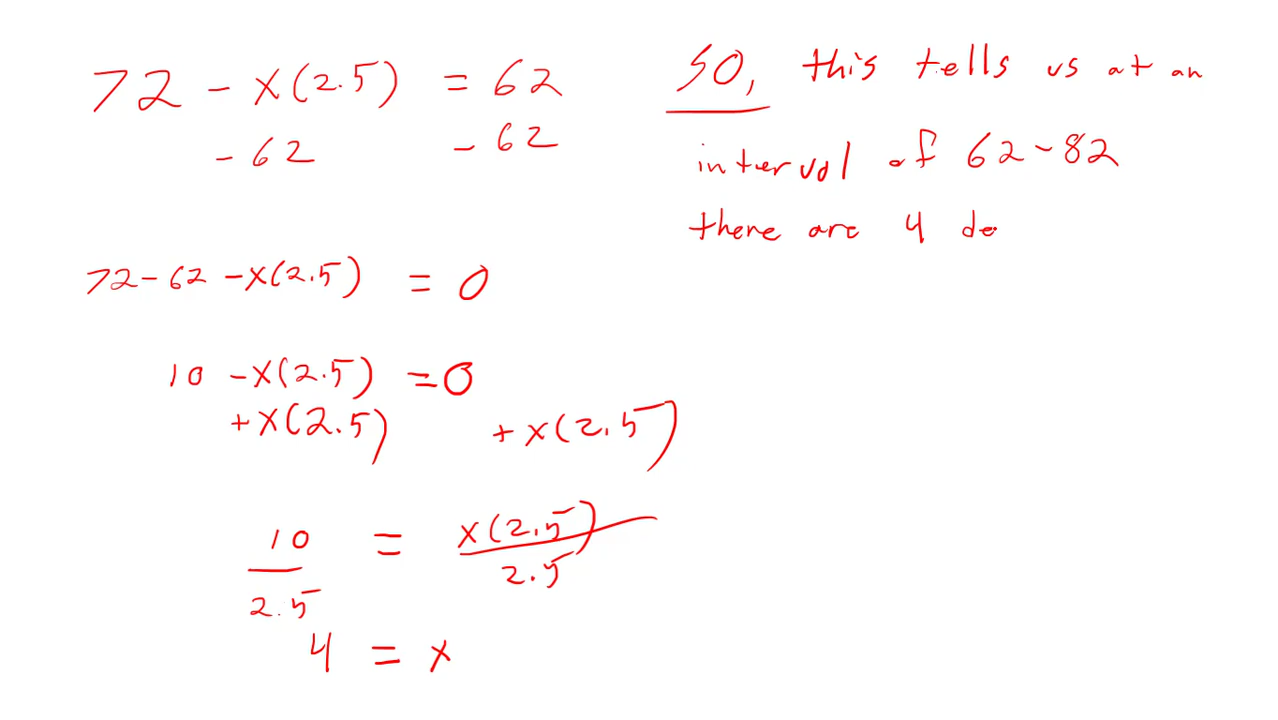 72 - x(2.5) = 62
- 62 - 62
72 - 62 - x(2.5) = 0
10 - x(2.5) = 0
+ x(2.5) + x(2.5)
10 = x(2.5)
2.5 2.5
4 = x
SO, this tells us at an
interval of 62 - 82
there are 4 de